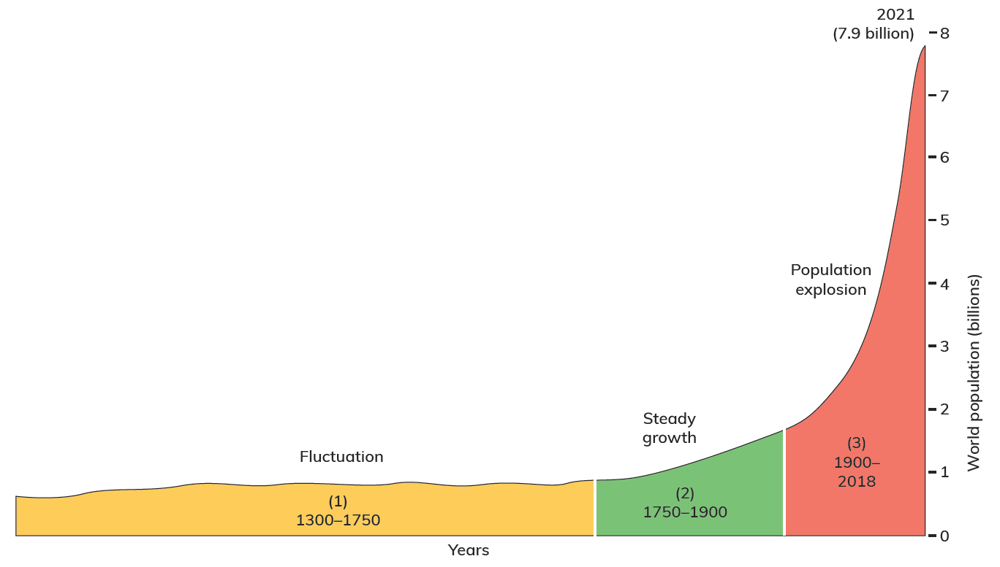 2021
(7.9 billion)
8
7
6
5
4
3
2
1
0
World population (billions)
Population
explosion
Steady
growth
Fluctuation
(1)
1300–1750
(2)
1750–1900
(3)
1900–
2018
Years